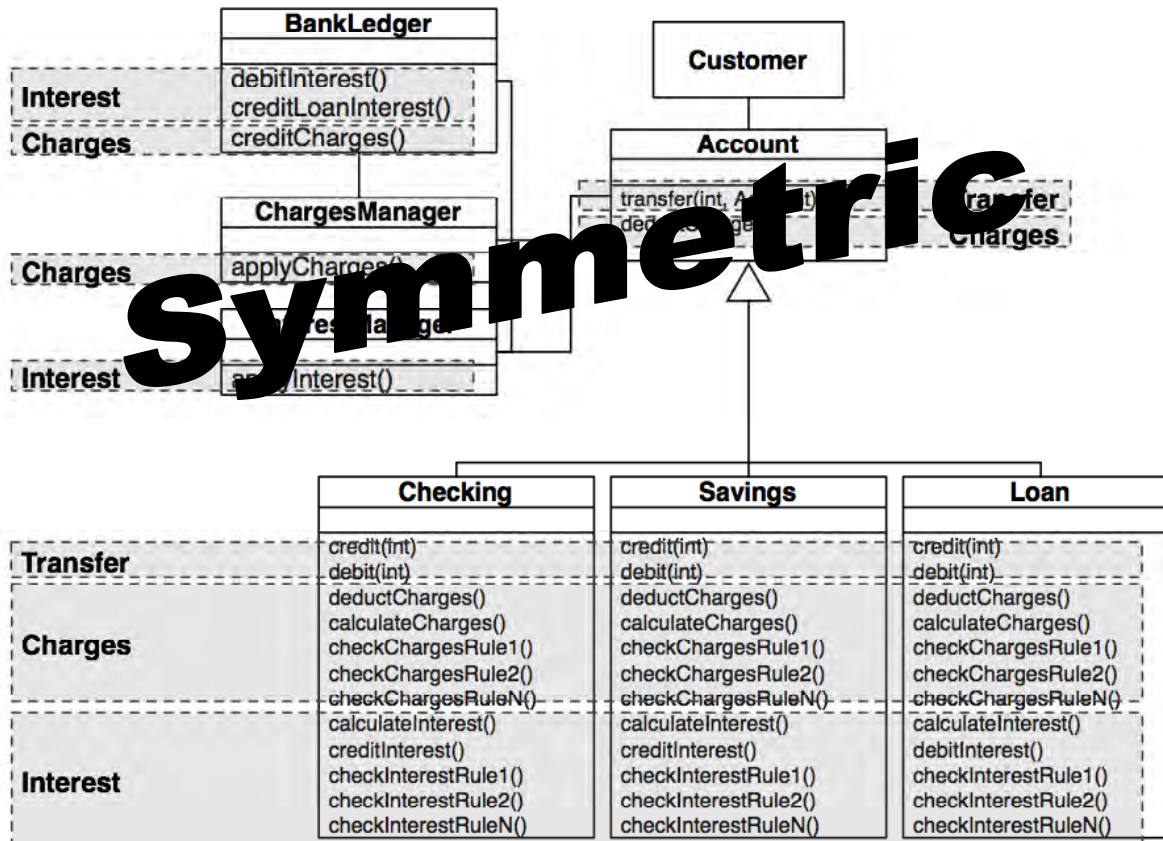 BankLedger
Interest
debitInterest()
creditLoanInterest()
Charges
creditCharges()
Customer
Account
transfer(int,
Transfer
Charges
ChargesManager
Charges
applyCharges()
Interest
Symmetric
Checking
Savings
Loan
Transfer
credit(int)
credit(int)
credit(int)
debit(int)
debit(int)
debit(int)
Charges
deductCharges()
deductCharges()
deductCharges()
calculateCharges()
calculateCharges()
calculateCharges()
checkChargesRule1()
checkChargesRule1()
checkChargesRule1()
checkChargesRule2()
checkChargesRule2()
checkChargesRule2()
checkChargesRuleN()
checkChargesRuleN()
checkChargesRuleN()
Interest
calculateInterest()
calculateInterest()
calculateInterest()
creditInterest()
creditInterest()
debitInterest()
checkInterestRule1()
checkInterestRule1()
checkInterestRule1()
checkInterestRule2()
checkInterestRule2()
checkInterestRule2()
checkInterestRuleN()
checkInterestRuleN()
checkInterestRuleN()